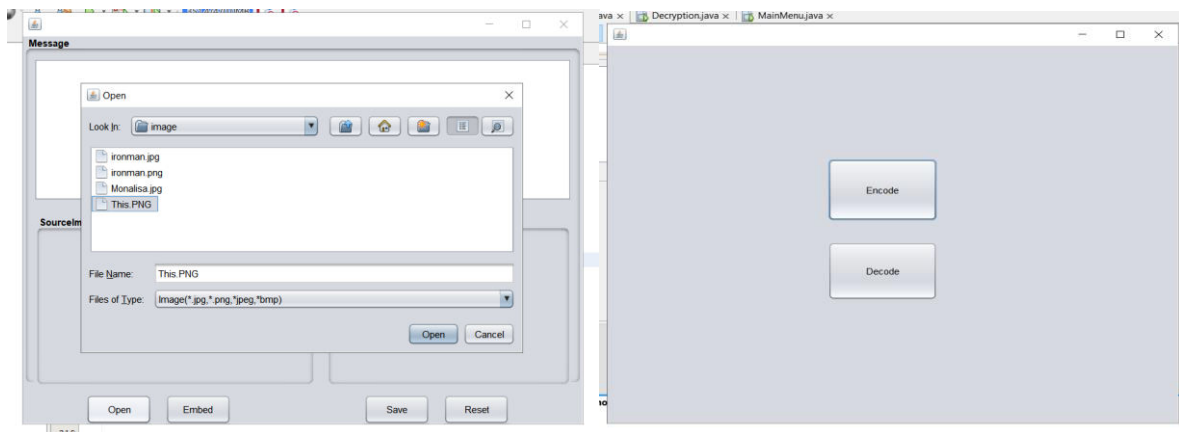 Message
Open
Look In: image
ironman.jpg
ironman.png
Monalisa.jpg
This.PNG
SourceIm
File Name: This.PNG
Files of Type: Image(*.jpg,*.png,*jpeg,*bmp)
Open Cancel
Open Embed Save Reset
ava × Decryption.java × MainMenu.java ×
Encode
Decode